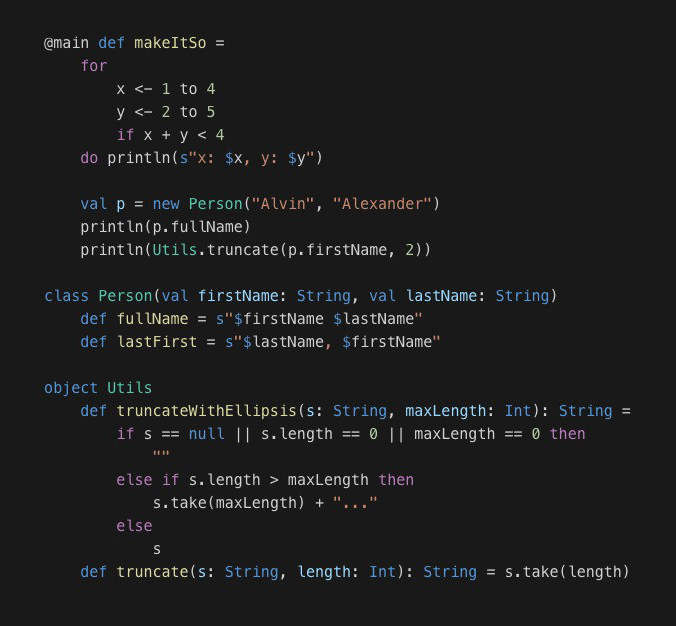 @main def makeItSo =
    for
        x <- 1 to 4
        y <- 2 to 5
        if x + y < 4
    do println(s"x: $x, y: $y")

    val p = new Person("Alvin", "Alexander")
    println(p.fullName)
    println(Utils.truncate(p.firstName, 2))

class Person(val firstName: String, val lastName: String)
    def fullName = s"$firstName $lastName"
    def lastFirst = s"$lastName, $firstName"

object Utils
    def truncateWithEllipsis(s: String, maxLength: Int): String =
        if s == null || s.length == 0 || maxLength == 0 then
            ""
        else if s.length > maxLength then
            s.take(maxLength) + "..."
        else
            s
    def truncate(s: String, length: Int): String = s.take(length)